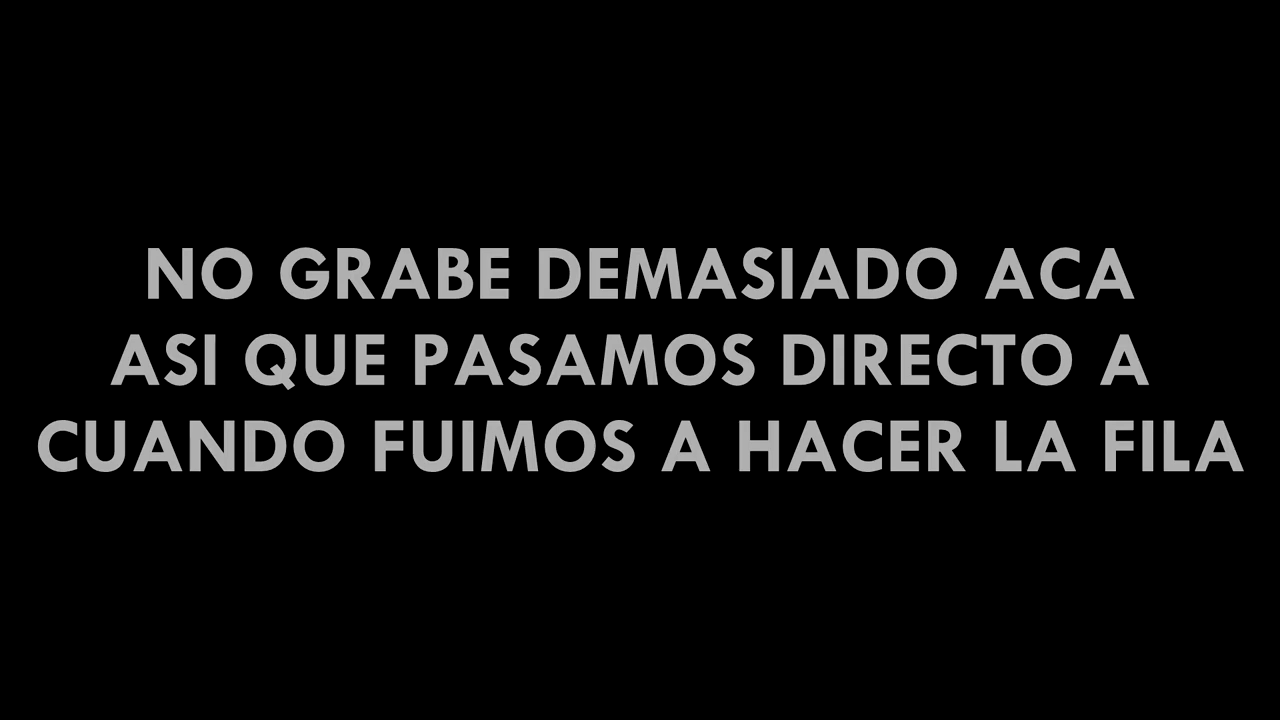 NO GRABE DEMASIADO ACA
ASI QUE PASAMOS DIRECTO A
CUANDO FUIMOS A HACER LA FILA